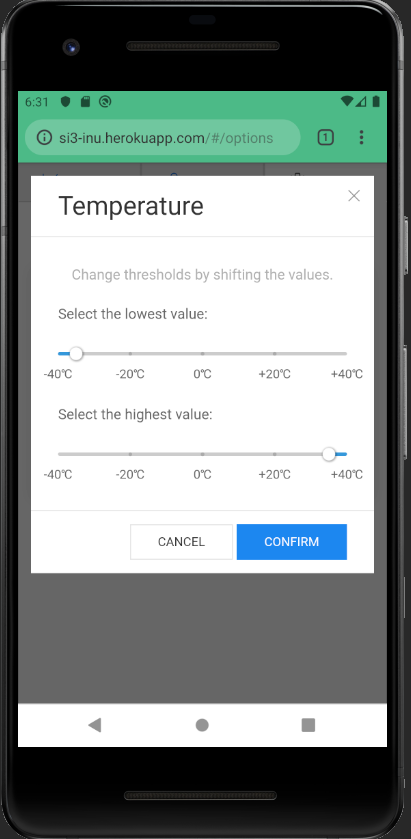 6:31
si3-inu.herokuapp.com/#/options
1
Temperature
Change thresholds by shifting the values.
Select the lowest value:
-40℃ -20℃ 0℃ +20℃ +40℃
Select the highest value:
-40℃ -20℃ 0℃ +20℃ +40℃
CANCEL CONFIRM